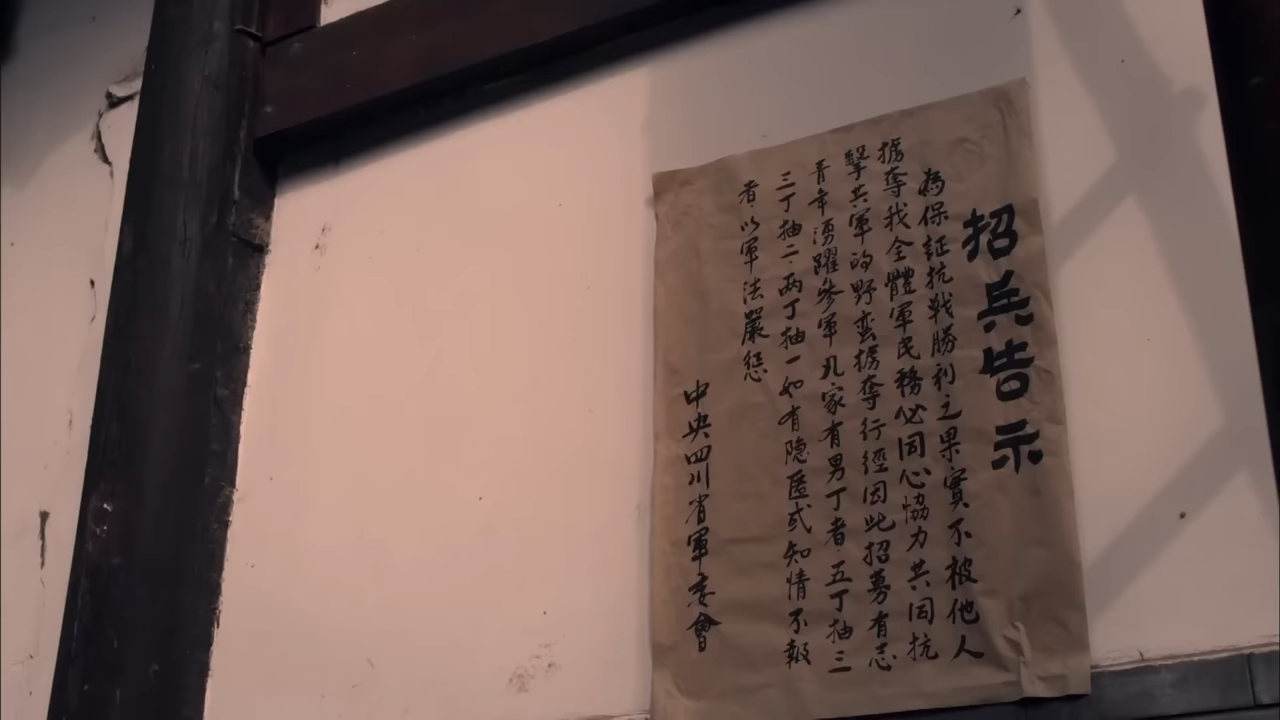 招兵告示
為保証抗戦勝利之果實不被他人
擄奪我全體軍民務必同心協力共同抗
擊共軍的野蛮擄奪行徑因此招募有志
青年湧躍參軍凡家有男丁者五丁抽三
三丁抽二两丁抽一如有隐匿或知情不報
者以軍法嚴惩
中央四川省軍委會